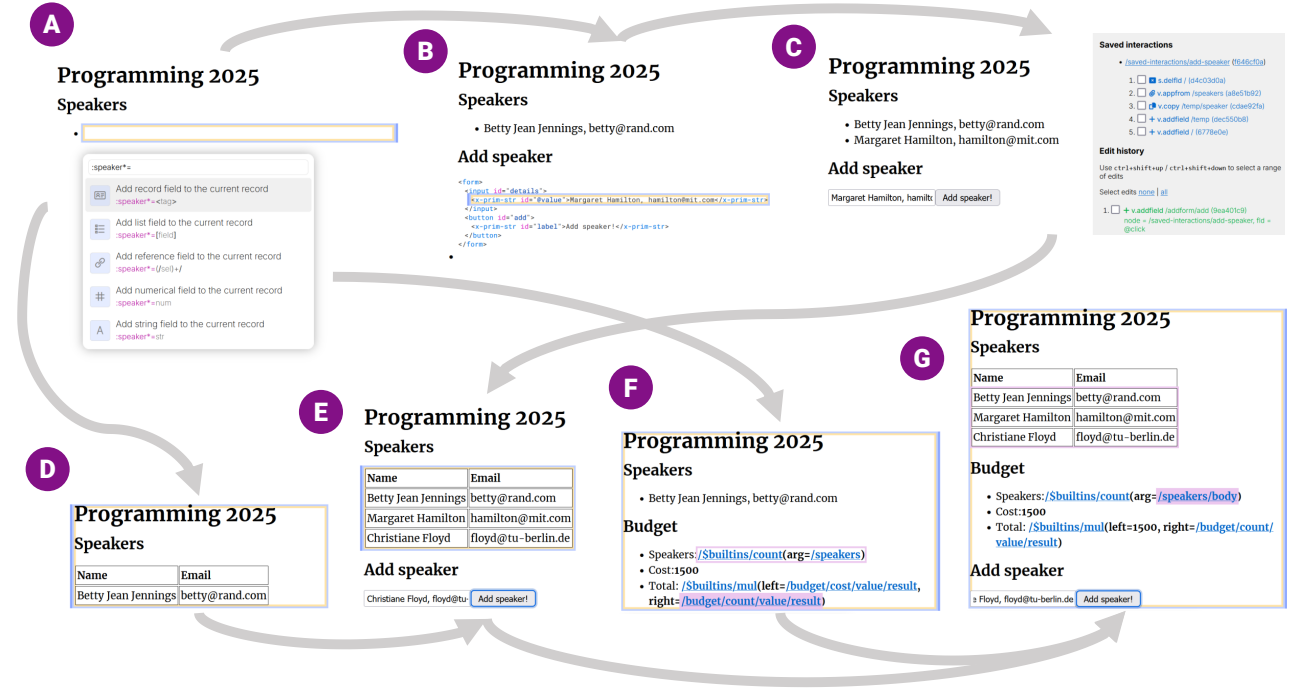 A
Programming 2025
Speakers
:speaker*=
Add record field to the current record
:speaker*=<tag>
Add list field to the current record
:speaker*=[field]
Add reference field to the current record
:speaker*=(/sel)+/
Add numerical field to the current record
:speaker*=num
Add string field to the current record
:speaker*=str
B
Programming 2025
Speakers
• Betty Jean Jennings, betty@rand.com
Add speaker
<form>
<input id="details">
<x-prim-str id="@value">Margaret Hamilton, hamilton@mit.com</x-prim-str>
</input>
<button id="add">
<x-prim-str id="label">Add speaker!</x-prim-str>
</button>
</form>
C
Programming 2025
Speakers
• Betty Jean Jennings, betty@rand.com
• Margaret Hamilton, hamilton@mit.com
Add speaker
Margaret Hamilton, hamilto Add speaker!
Saved interactions
• /saved-interactions/add-speaker (f646cf0a)
1. s.delfld / (d4c03d0a)
2. v.appfrom /speakers (a8e51b92)
3. v.copy /temp/speaker (cdae92fa)
4. + v.addfield /temp (dec550b8)
5. + v.addfield / (6778e0e)
Edit history
Use ctrl+shift+up / ctrl+shift+down to select a range
of edits
Select edits none | all
1. + v.addfield /addform/add (9ea401c9)
node = /saved-interactions/add-speaker, fld =
@click
D
Programming 2025
Speakers
Name Email
Betty Jean Jennings betty@rand.com
E
Programming 2025
Speakers
Name Email
Betty Jean Jennings betty@rand.com
Margaret Hamilton hamilton@mit.com
Christiane Floyd floyd@tu-berlin.de
Add speaker
Christiane Floyd, floyd@tu- Add speaker!
F
Programming 2025
Speakers
• Betty Jean Jennings, betty@rand.com
Budget
• Speakers:/$builtins/count(arg=/speakers)
• Cost:1500
• Total: /$builtins/mul(left=/budget/cost/value/result,
right=/budget/count/value/result)
G
Programming 2025
Speakers
Name Email
Betty Jean Jennings betty@rand.com
Margaret Hamilton hamilton@mit.com
Christiane Floyd floyd@tu-berlin.de
Budget
• Speakers:/$builtins/count(arg=/speakers/body)
• Cost:1500
• Total: /$builtins/mul(left=1500, right=/budget/count/
value/result)
Add speaker
e Floyd, floyd@tu-berlin.de Add speaker!